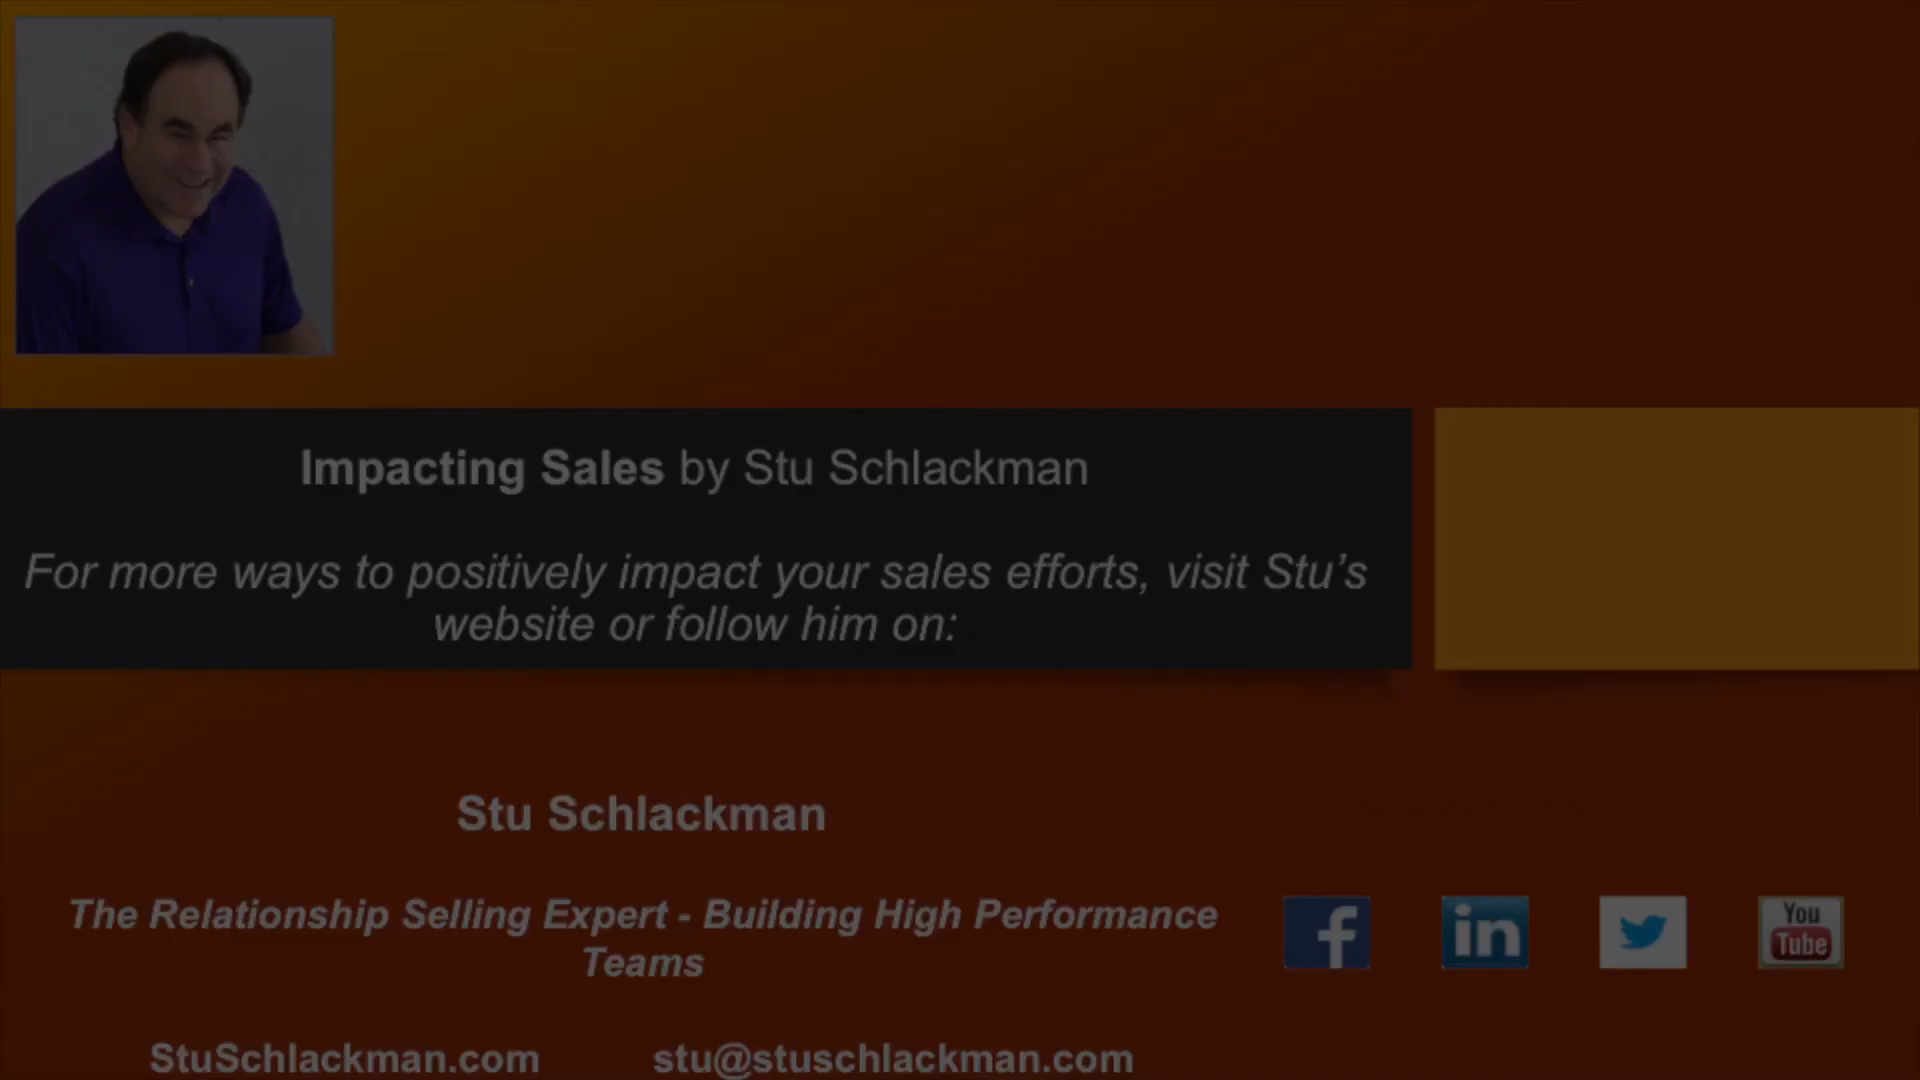 Impacting Sales by Stu Schlackman
For more ways to positively impact your sales efforts, visit Stu’s
website or follow him on:
Stu Schlackman
The Relationship Selling Expert - Building High Performance
Teams
f in You Tube
StuSchlackman.com stu@stuschlackman.com